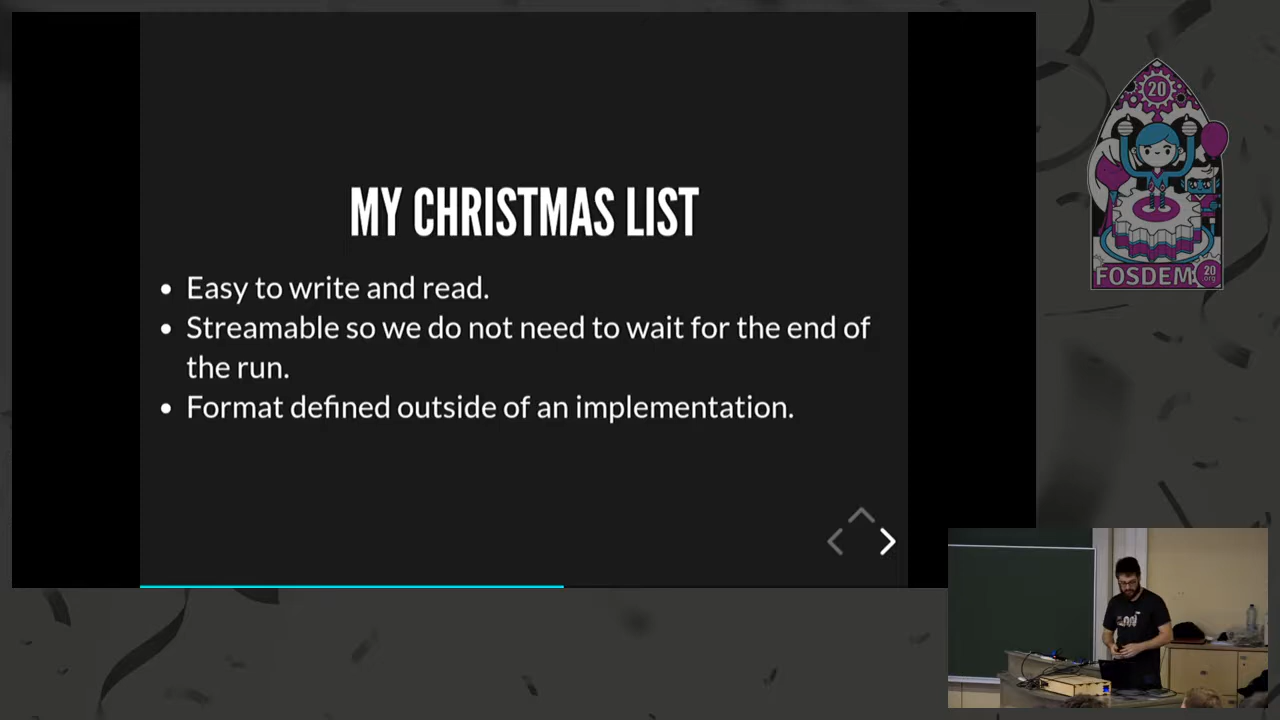 MY CHRISTMAS LIST
• Easy to write and read.
• Streamable so we do not need to wait for the end of
the run.
• Format defined outside of an implementation.
20
FOSDEM
20
.org